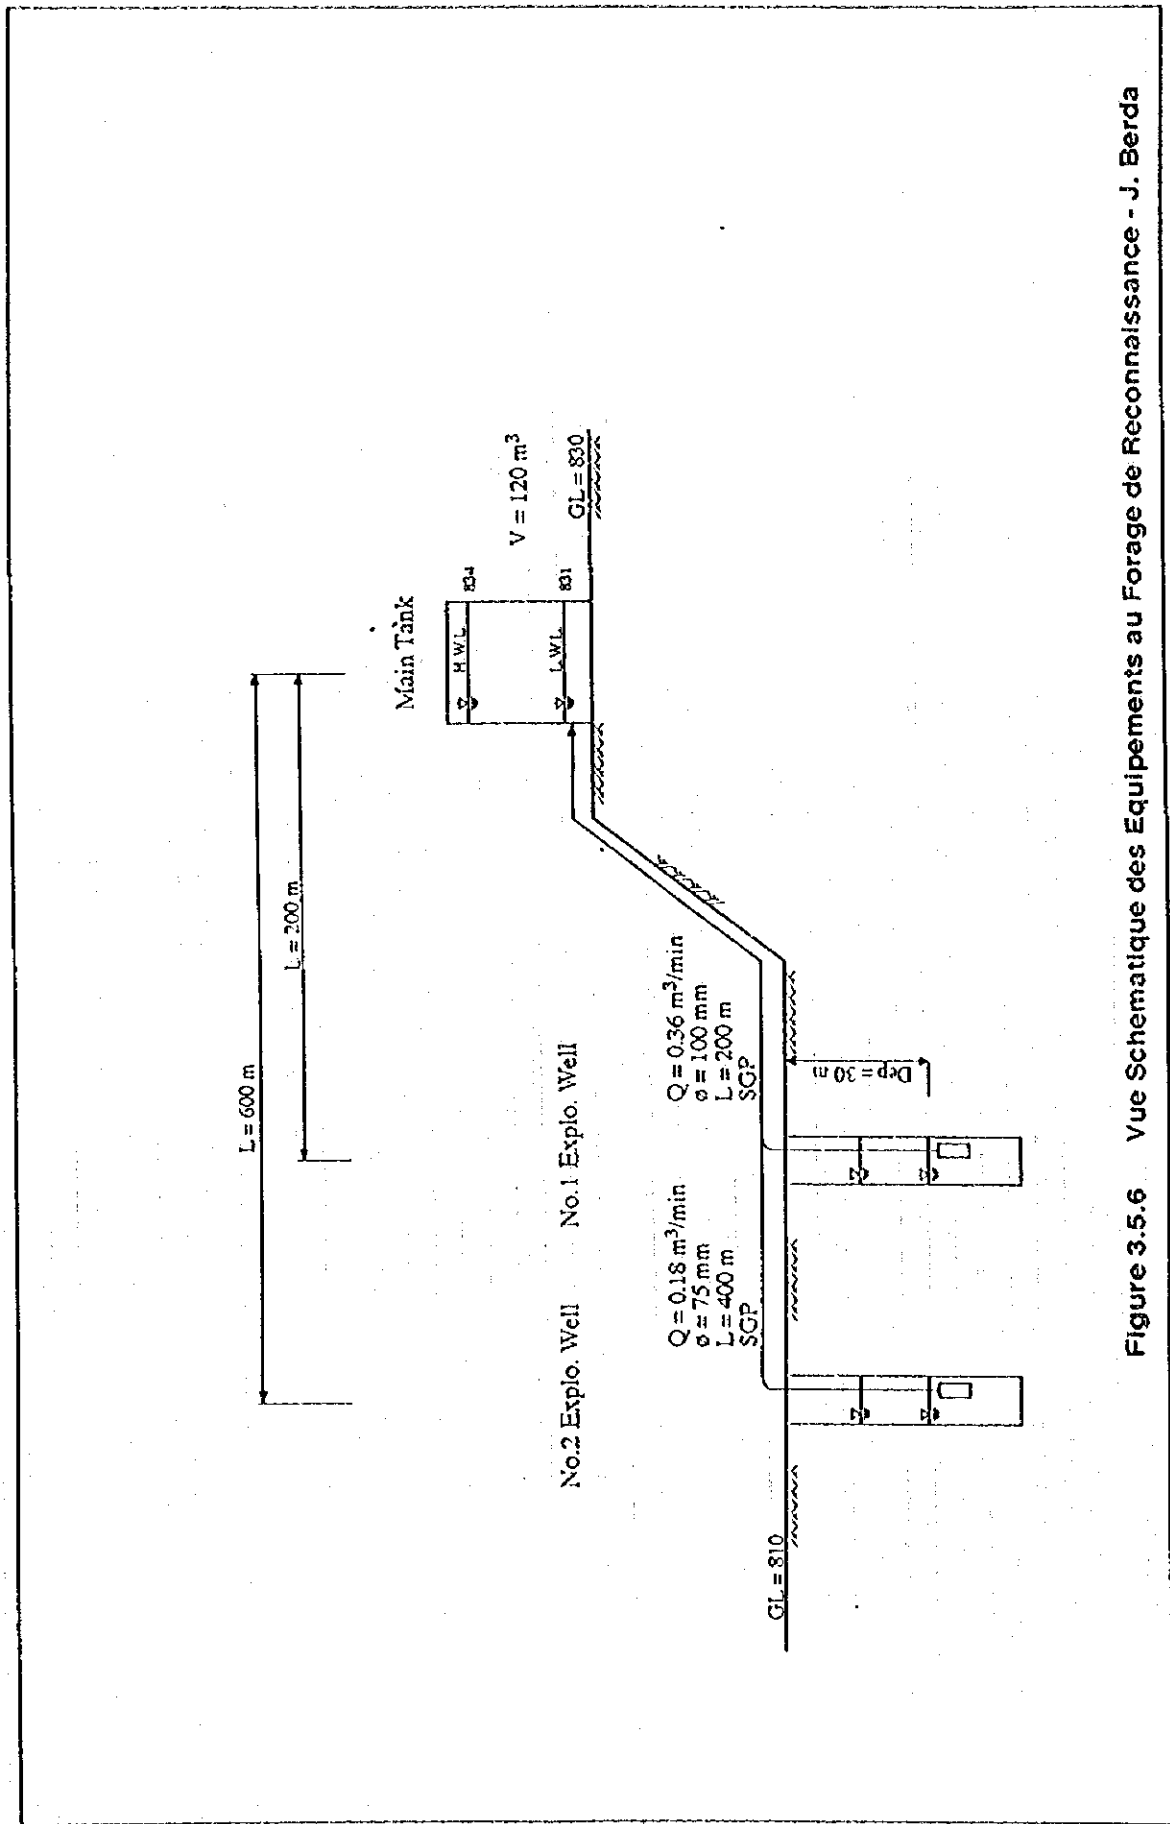 L = 600 m
L = 200 m
Main Tank
H.W.L.
834
V = 120 m³
L.W.L.
831
GL = 830
No.2 Explo. Well
No.1 Explo. Well
Q = 0.18 m³/min
ø = 75 mm
L = 400 m
SGP
Q = 0.36 m³/min
ø = 100 mm
L = 200 m
SGP
Dep = 30 m
GL = 810
Figure 3.5.6 Vue Schematique des Equipements au Forage de Reconnaissance - J. Berda